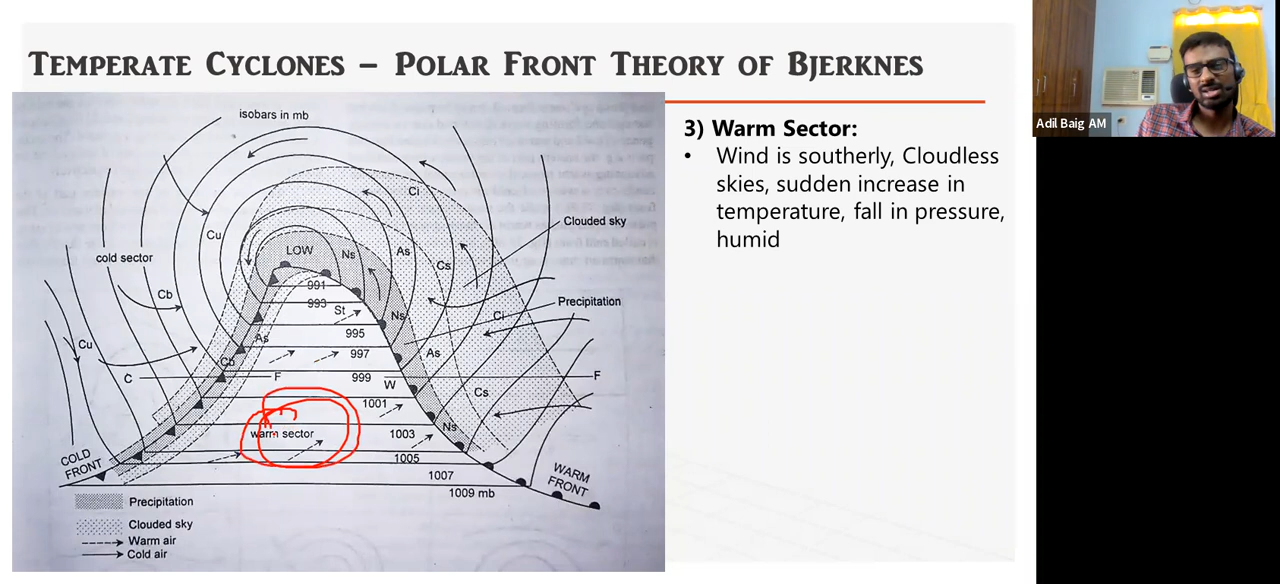 TEMPERATE CYCLONES – POLAR FRONT THEORY OF BJERKNES
isobars in mb
Ci
Clouded sky
Cu
LOW
Ns
As
Cs
cold sector
991
Cb
993
St
Precipitation
Ns
Ci
995
As
Cu
Cb
997
As
C
F
999
W
F
1001
Cs
warm sector
1003
Ns
1005
COLD
FRONT
1007
WARM
FRONT
1009 mb
Precipitation
Clouded sky
Warm air
Cold air
3) Warm Sector:
• Wind is southerly, Cloudless
skies, sudden increase in
temperature, fall in pressure,
humid
Adil Baig AM